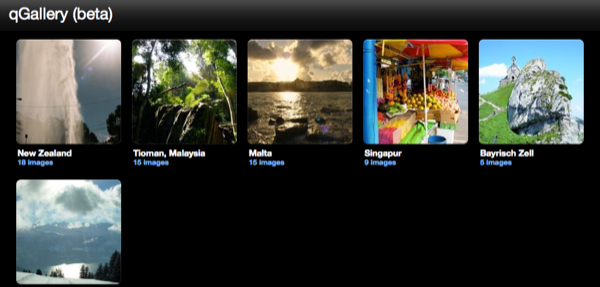 qGallery (beta)
New Zealand
18 images
Tioman, Malaysia
15 images
Malta
15 images
Singapur
9 images
Bayrisch Zell
5 images